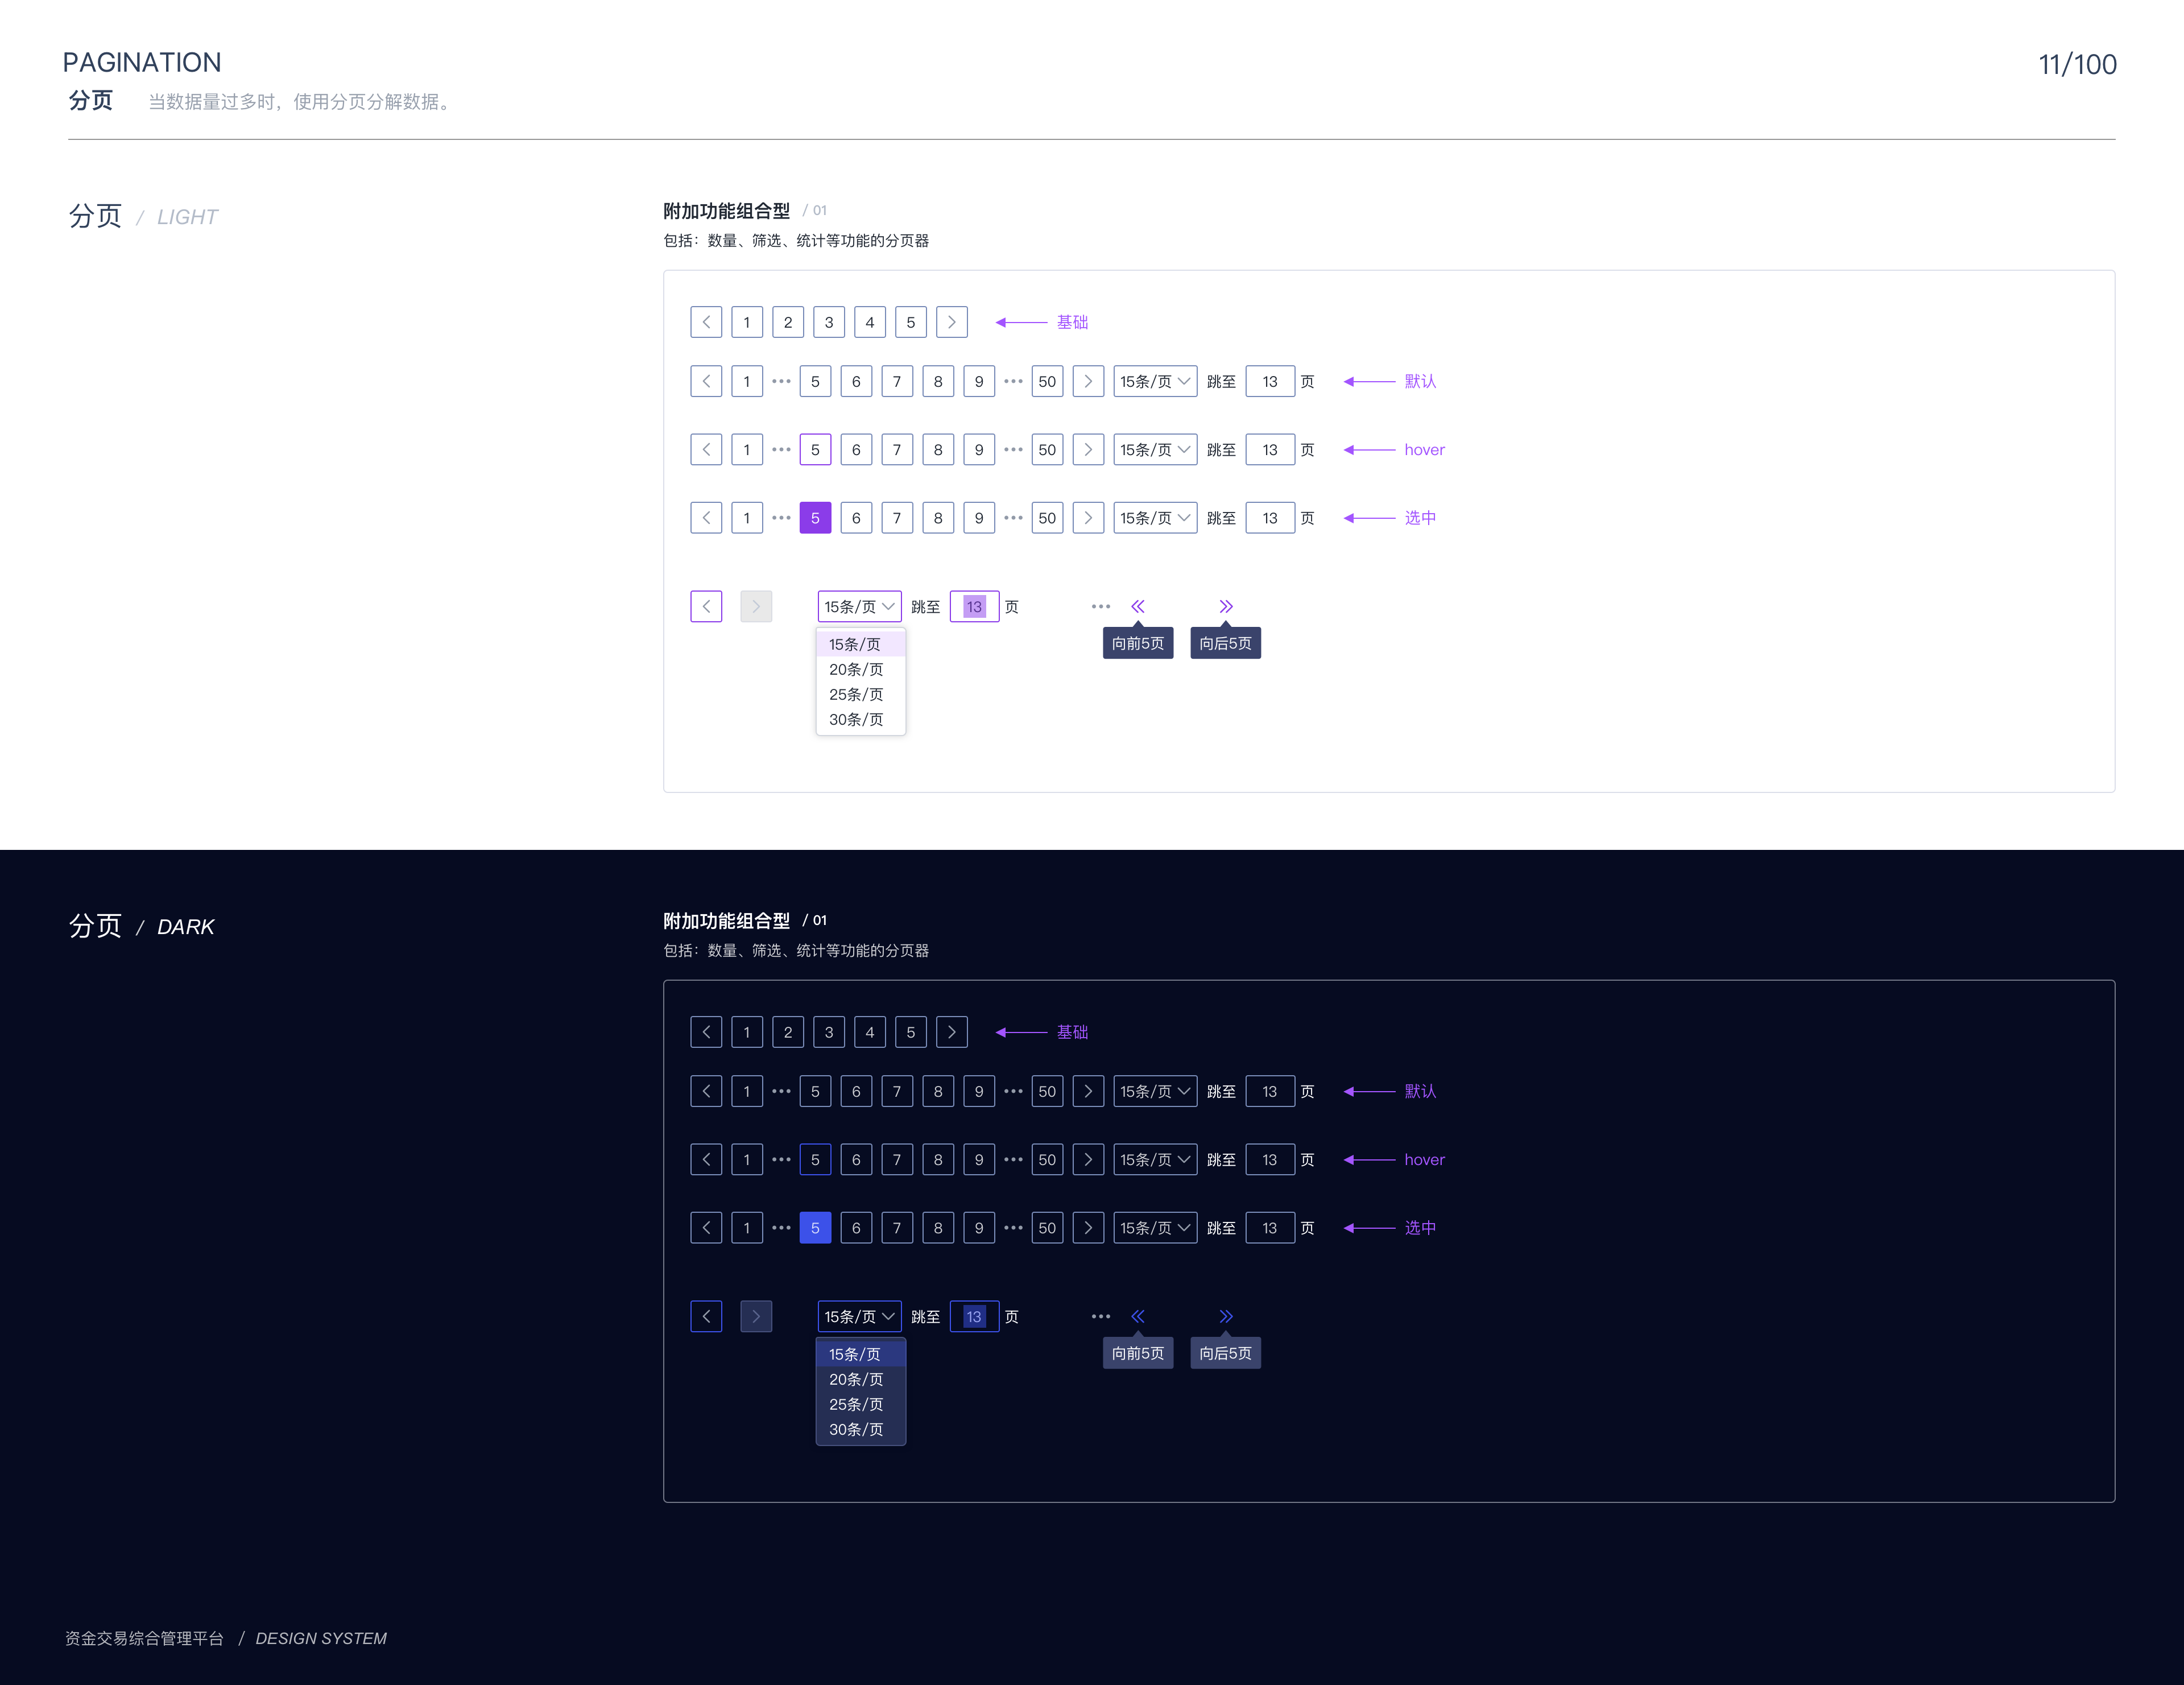 PAGINATION
11/100
分页 当数据量过多时，使用分页分解数据。
分页 / LIGHT
附加功能组合型 / 01
包括：数量、筛选、统计等功能的分页器
< 1 2 3 4 5 > 基础
< 1 ••• 5 6 7 8 9 ••• 50 > 15条/页 跳至 13 页 默认
< 1 ••• 5 6 7 8 9 ••• 50 > 15条/页 跳至 13 页 hover
< 1 ••• 5 6 7 8 9 ••• 50 > 15条/页 跳至 13 页 选中
< > 15条/页 跳至 13 页 ••• « »
向前5页 向后5页
15条/页
20条/页
25条/页
30条/页
分页 / DARK
附加功能组合型 / 01
包括：数量、筛选、统计等功能的分页器
< 1 2 3 4 5 > 基础
< 1 ••• 5 6 7 8 9 ••• 50 > 15条/页 跳至 13 页 默认
< 1 ••• 5 6 7 8 9 ••• 50 > 15条/页 跳至 13 页 hover
< 1 ••• 5 6 7 8 9 ••• 50 > 15条/页 跳至 13 页 选中
< > 15条/页 跳至 13 页 ••• « »
向前5页 向后5页
15条/页
20条/页
25条/页
30条/页
资金交易综合管理平台 / DESIGN SYSTEM